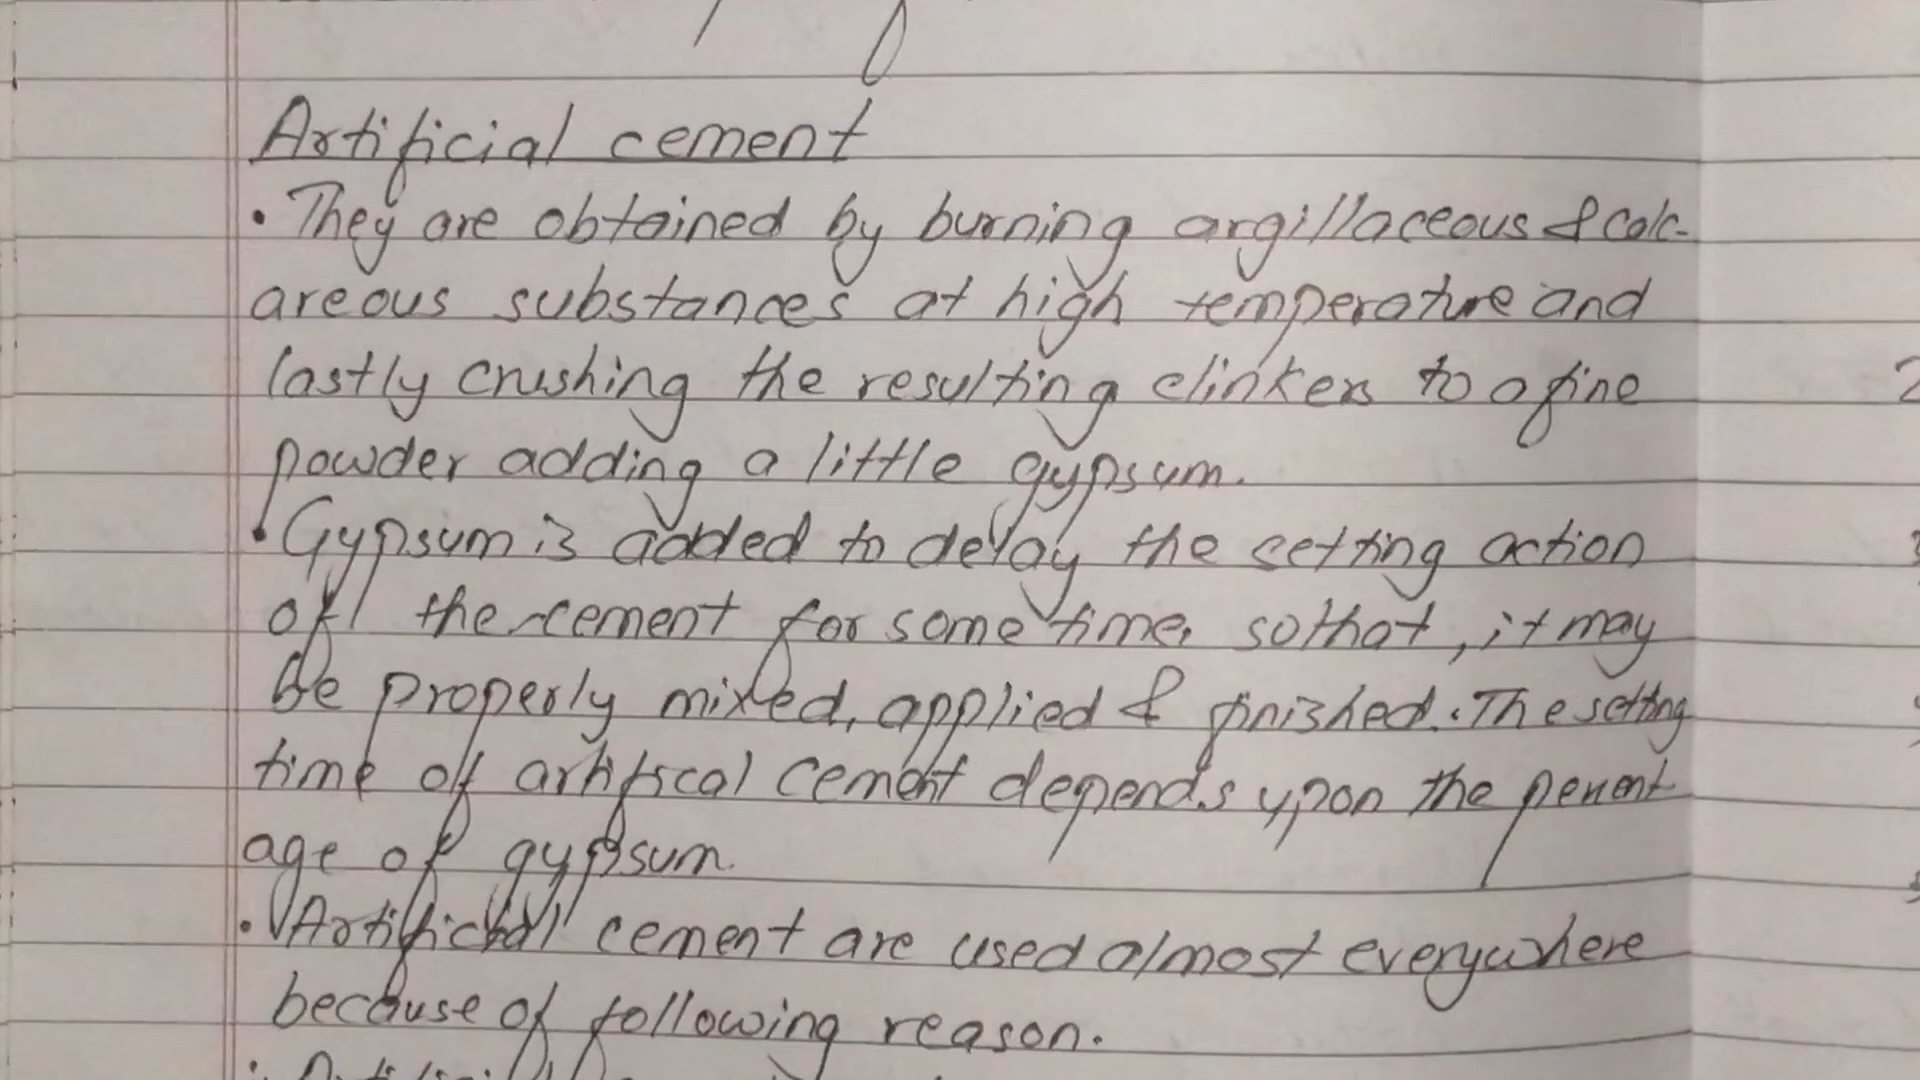 Artificial cement
• They are obtained by burning argillaceous & calc-
areous substances at high temperature and
lastly crushing the resulting clinkers to a fine
powder adding a little gypsum.
• Gypsum is added to delay the setting action
of the cement for some time, so that, it may
be properly mixed, applied & finished. The setting
time of artifical cement depends upon the percent
age of gypsum.
• Artificial cement are used almost everywhere
because of following reason.